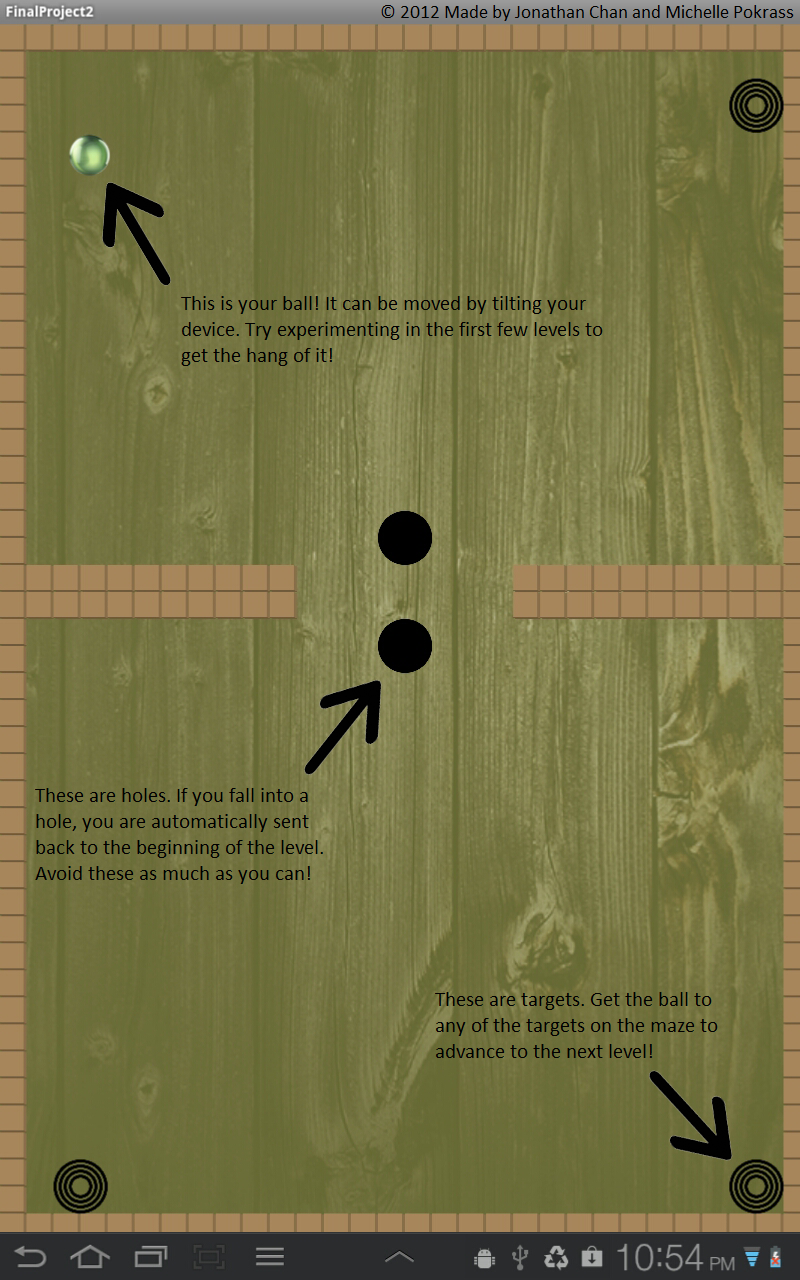 FinalProject2
© 2012 Made by Jonathan Chan and Michelle Pokrass
This is your ball! It can be moved by tilting your
device. Try experimenting in the first few levels to
get the hang of it!
These are holes. If you fall into a
hole, you are automatically sent
back to the beginning of the level.
Avoid these as much as you can!
These are targets. Get the ball to
any of the targets on the maze to
advance to the next level!
10:54 PM